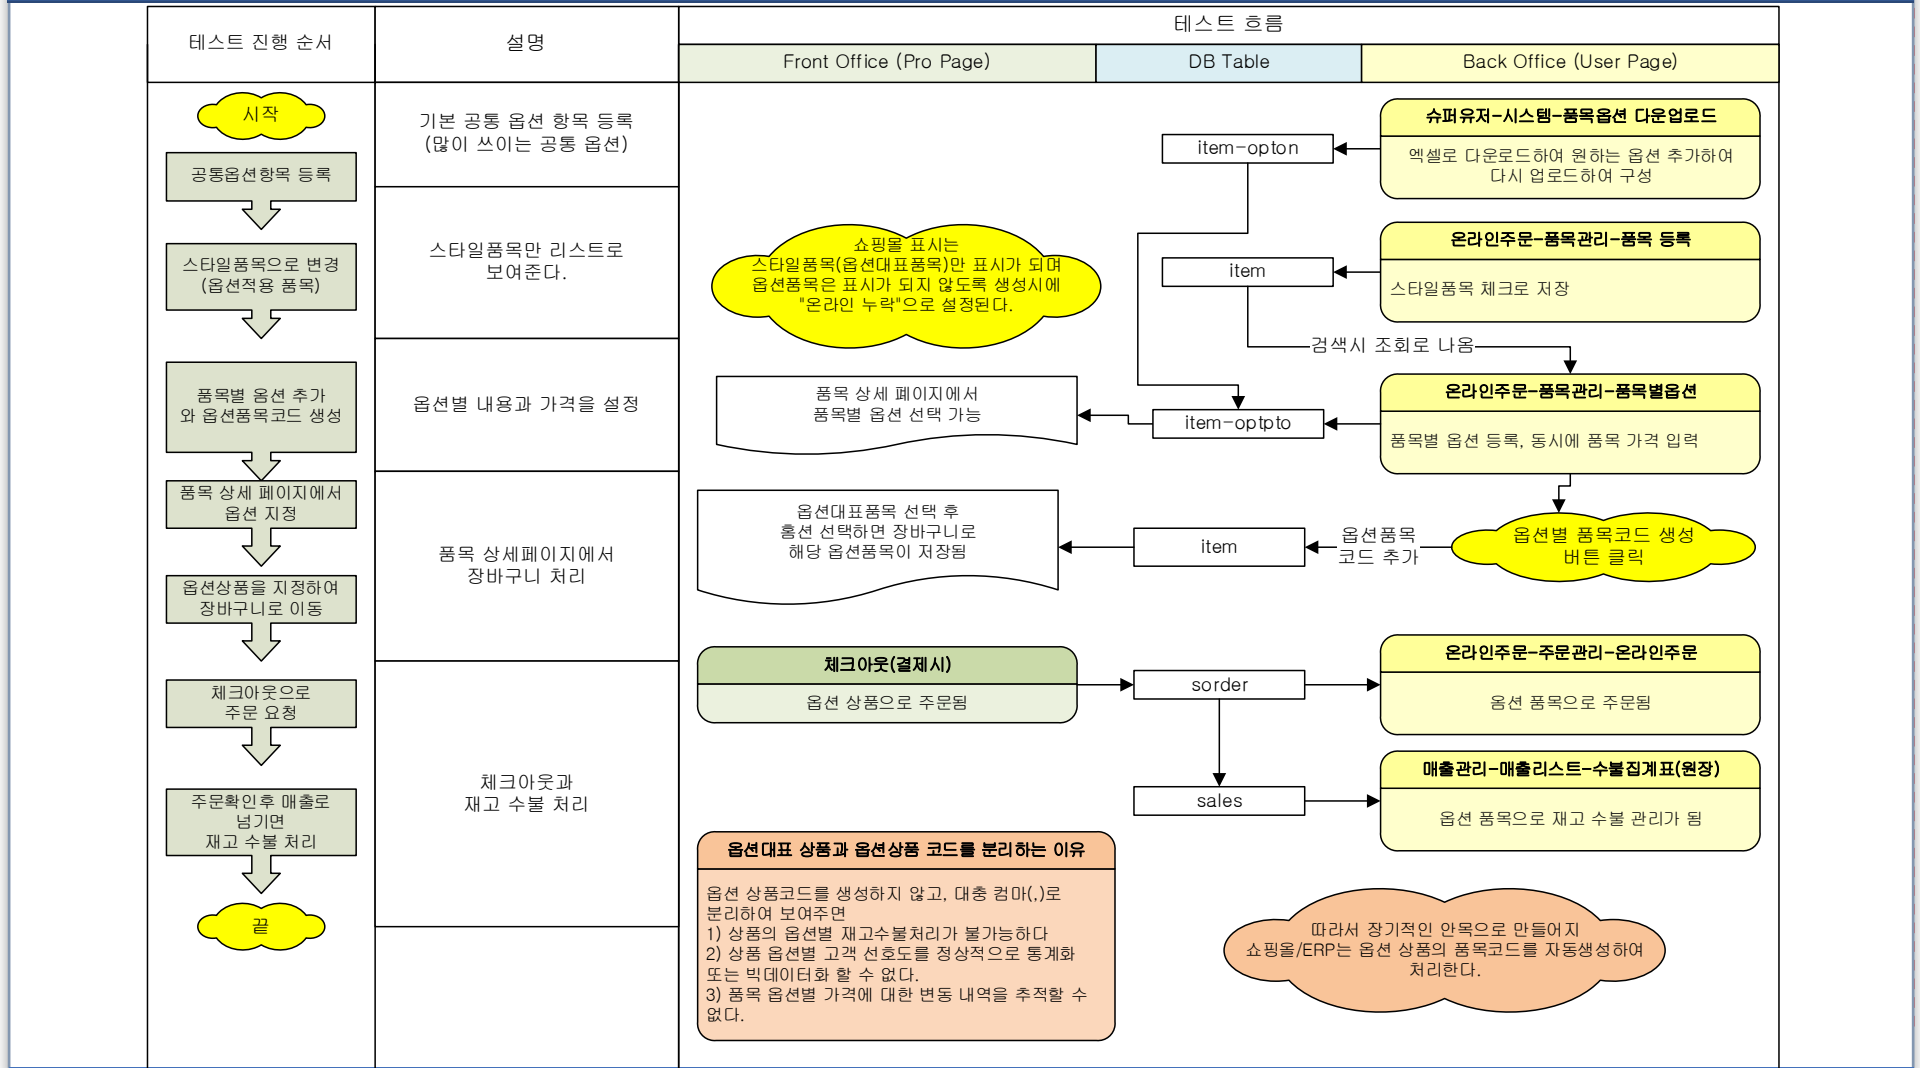 테스트 진행 순서
설명
테스트 흐름
Front Office (Pro Page)
DB Table
Back Office (User Page)
시작
공통옵션항목 등록
스타일품목으로 변경
(옵션적용 품목)
품목별 옵션 추가
와 옵션품목코드 생성
품목 상세 페이지에서
옵션 지정
옵션상품을 지정하여
장바구니로 이동
체크아웃으로
주문 요청
주문확인후 매출로
넘기면
재고 수불 처리
끝
기본 공통 옵션 항목 등록
(많이 쓰이는 공통 옵션)
스타일품목만 리스트로
보여준다.
옵션별 내용과 가격을 설정
품목 상세페이지에서
장바구니 처리
체크아웃과
재고 수불 처리
item-opton
슈퍼유저-시스템-품목옵션 다운업로드
엑셀로 다운로드하여 원하는 옵션 추가하여
다시 업로드하여 구성
쇼핑몰 표시는
스타일품목(옵션대표품목)만 표시가 되며
옵션품목은 표시가 되지 않도록 생성시에
"온라인 누락"으로 설정된다.
item
온라인주문-품목관리-품목 등록
스타일품목 체크로 저장
검색시 조회로 나옴
품목 상세 페이지에서
품목별 옵션 선택 가능
item-optpto
온라인주문-품목관리-품목별옵션
품목별 옵션 등록, 동시에 품목 가격 입력
옵션대표품목 선택 후
홉션 선택하면 장바구니로
해당 옵션품목이 저장됨
item
옵션품목
코드 추가
옵션별 품목코드 생성
버튼 클릭
체크아웃(결제시)
옵션 상품으로 주문됨
sorder
온라인주문-주문관리-온라인주문
옴션 품목으로 주문됨
sales
매출관리-매출리스트-수불집계표(원장)
옵션 품목으로 재고 수불 관리가 됨
옵션대표 상품과 옵션상품 코드를 분리하는 이유
옵션 상품코드를 생성하지 않고, 대충 컴마(,)로
분리하여 보여주면
1) 상품의 옵션별 재고수불처리가 불가능하다
2) 상품 옵션별 고객 선호도를 정상적으로 통계화
또는 빅데이터화 할 수 없다.
3) 품목 옵션별 가격에 대한 변동 내역을 추적할 수
없다.
따라서 장기적인 안목으로 만들어지
쇼핑올/ERP는 옵션 상품의 품목코드를 자동생성하여
처리한다.